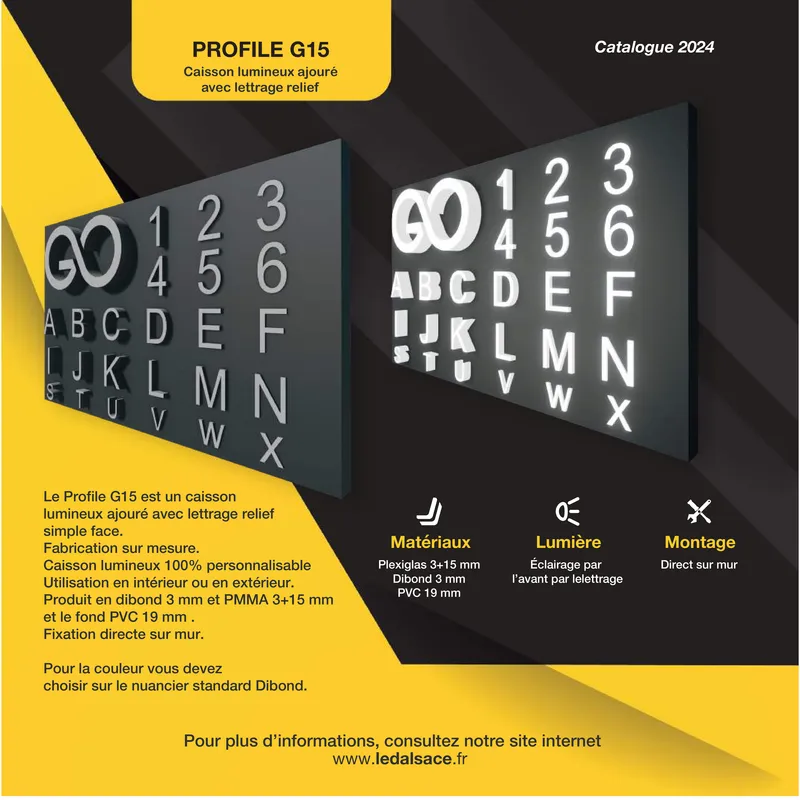 PROFILE G15
Caisson lumineux ajouré
avec lettrage relief
Catalogue 2024
GO 1 2 3
4 5 6
A B C D E F
I J K L M N
S T U V W X
GO 1 2 3
4 5 6
A B C D E F
I J K L M N
S T U V W X
Le Profile G15 est un caisson
lumineux ajouré avec lettrage relief
simple face.
Fabrication sur mesure.
Caisson lumineux 100% personnalisable
Utilisation en intérieur ou en extérieur.
Produit en dibond 3 mm et PMMA 3+15 mm
et le fond PVC 19 mm .
Fixation directe sur mur.
Pour la couleur vous devez
choisir sur le nuancier standard Dibond.
Matériaux
Plexiglas 3+15 mm
Dibond 3 mm
PVC 19 mm
Lumière
Éclairage par
l’avant par lelettrage
Montage
Direct sur mur
Pour plus d’informations, consultez notre site internet
www.ledalsace.fr